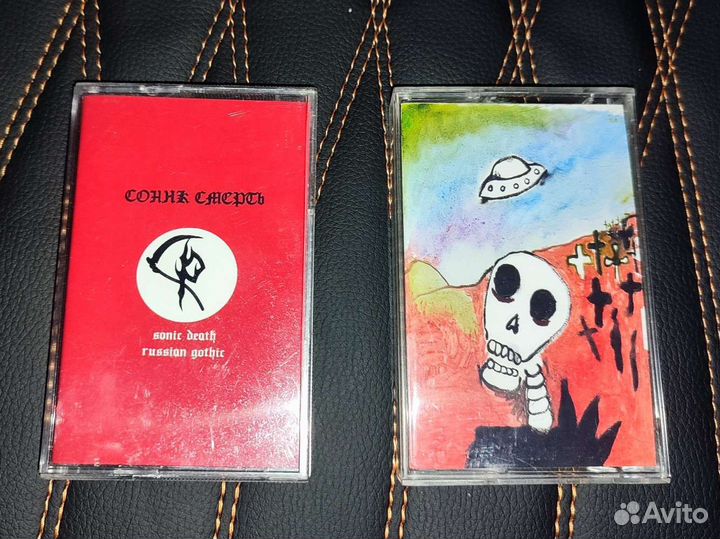 СОНИК СМЕРТЬ
sonic death
russian gothic
Avito